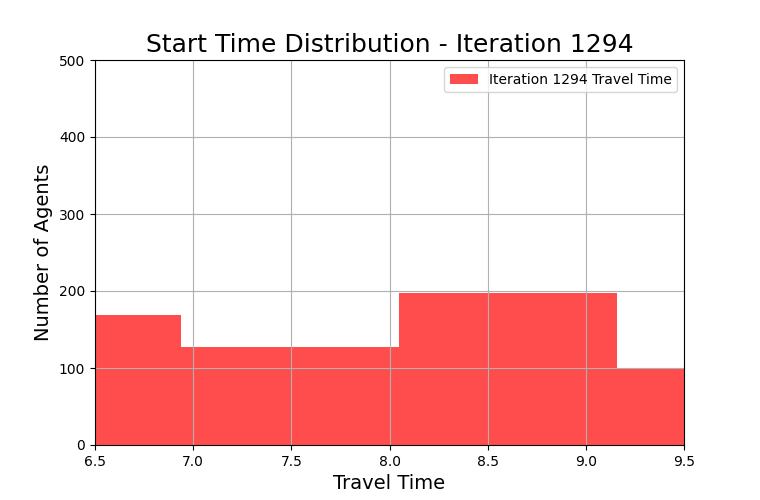 Start Time Distribution - Iteration 1294
500
400
300
200
100
0
Number of Agents
Iteration 1294 Travel Time
6.5 7.0 7.5 8.0 8.5 9.0 9.5
Travel Time